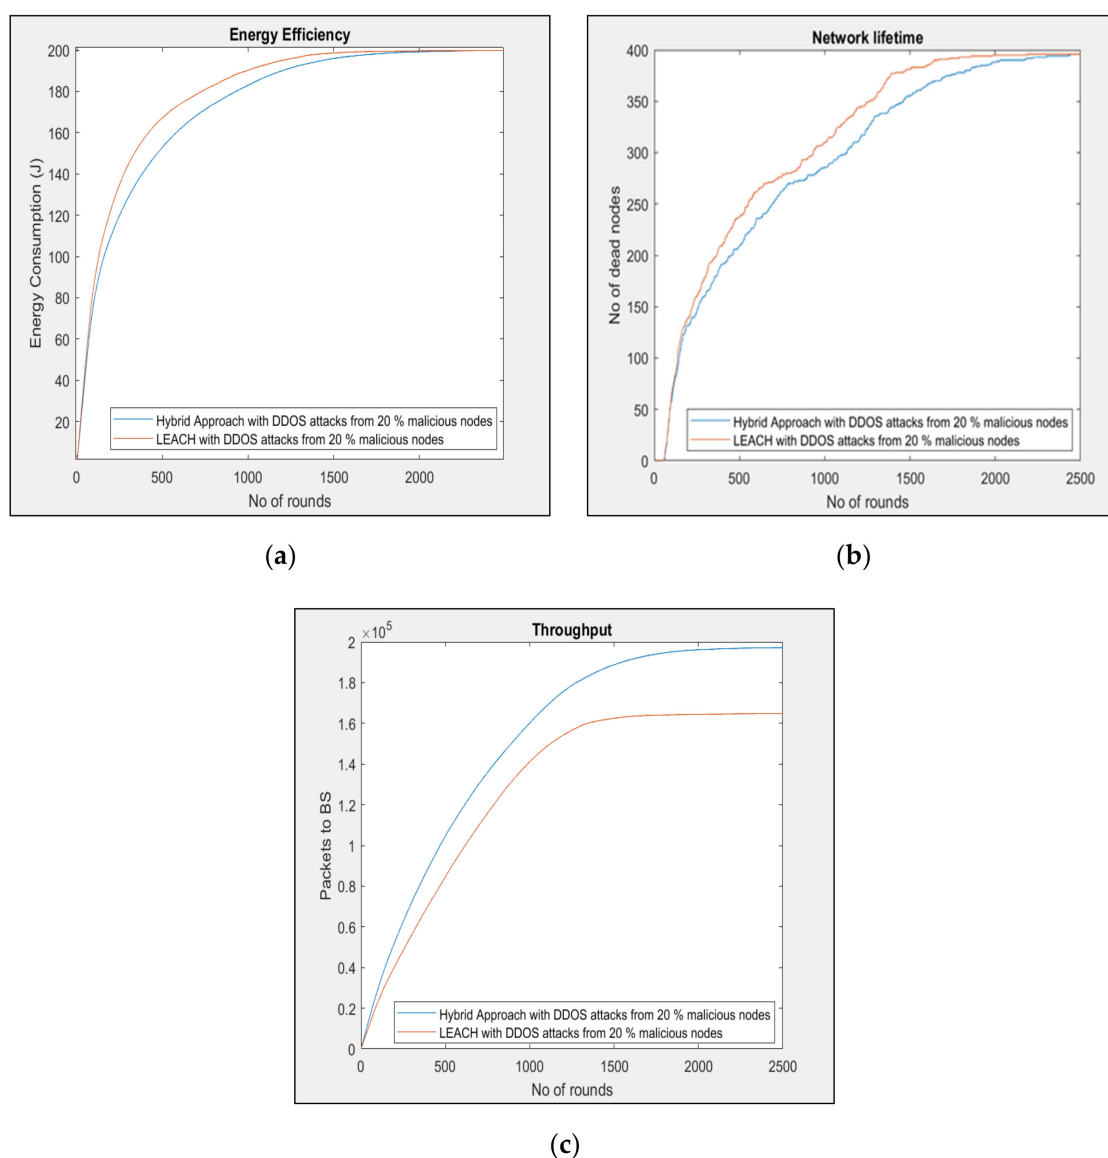 Energy Efficiency
200
180
160
140
120
100
80
60
40
20
Energy Consumption (J)
Hybrid Approach with DDOS attacks from 20 % malicious nodes
LEACH with DDOS attacks from 20 % malicious nodes
0 500 1000 1500 2000
No of rounds
(a)
Network lifetime
400
350
300
250
200
150
100
50
0
No of dead nodes
Hybrid Approach with DDOS attacks from 20 % malicious nodes
LEACH with DDOS attacks from 20 % malicious nodes
0 500 1000 1500 2000 2500
No of rounds
(b)
Throughput
×10^5
2
1.8
1.6
1.4
1.2
1
0.8
0.6
0.4
0.2
0
Packets to BS
Hybrid Approach with DDOS attacks from 20 % malicious nodes
LEACH with DDOS attacks from 20 % malicious nodes
0 500 1000 1500 2000 2500
No of rounds
(c)